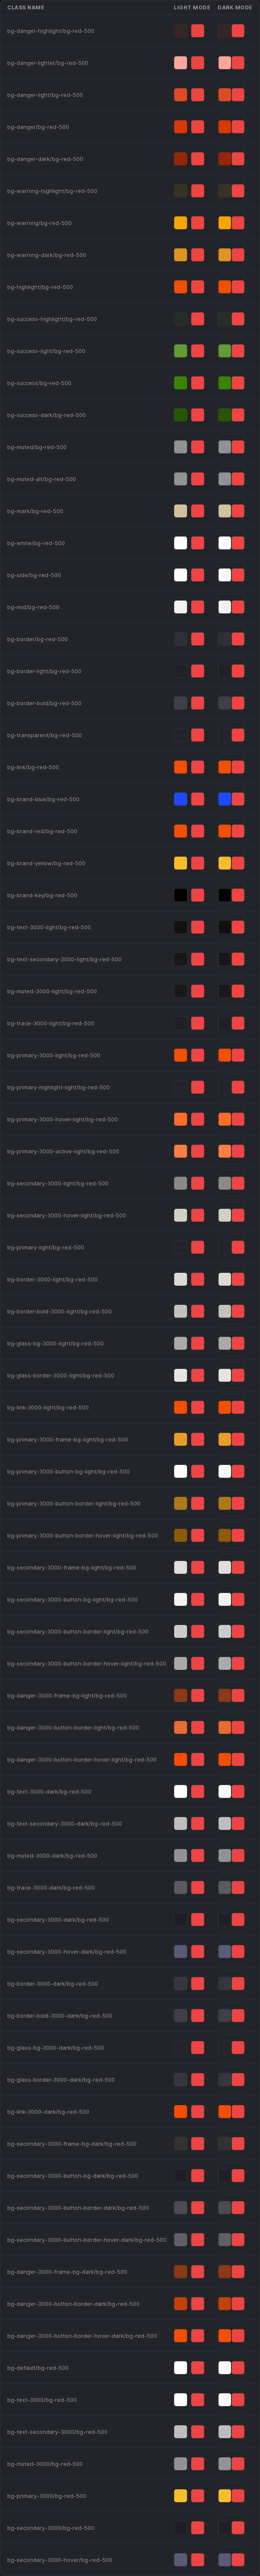 CLASS NAME LIGHT MODE DARK MODE
bg-danger-highlight/bg-red-500
bg-danger-lighter/bg-red-500
bg-danger-light/bg-red-500
bg-danger/bg-red-500
bg-danger-dark/bg-red-500
bg-warning-highlight/bg-red-500
bg-warning/bg-red-500
bg-warning-dark/bg-red-500
bg-highlight/bg-red-500
bg-success-highlight/bg-red-500
bg-success-light/bg-red-500
bg-success/bg-red-500
bg-success-dark/bg-red-500
bg-muted/bg-red-500
bg-muted-alt/bg-red-500
bg-mark/bg-red-500
bg-white/bg-red-500
bg-side/bg-red-500
bg-mid/bg-red-500
bg-border/bg-red-500
bg-border-light/bg-red-500
bg-border-bold/bg-red-500
bg-transparent/bg-red-500
bg-link/bg-red-500
bg-brand-blue/bg-red-500
bg-brand-red/bg-red-500
bg-brand-yellow/bg-red-500
bg-brand-key/bg-red-500
bg-text-3000-light/bg-red-500
bg-text-secondary-3000-light/bg-red-500
bg-muted-3000-light/bg-red-500
bg-trace-3000-light/bg-red-500
bg-primary-3000-light/bg-red-500
bg-primary-highlight-light/bg-red-500
bg-primary-3000-hover-light/bg-red-500
bg-primary-3000-active-light/bg-red-500
bg-secondary-3000-light/bg-red-500
bg-secondary-3000-hover-light/bg-red-500
bg-primary-light/bg-red-500
bg-border-3000-light/bg-red-500
bg-border-bold-3000-light/bg-red-500
bg-glass-bg-3000-light/bg-red-500
bg-glass-border-3000-light/bg-red-500
bg-link-3000-light/bg-red-500
bg-primary-3000-frame-bg-light/bg-red-500
bg-primary-3000-button-bg-light/bg-red-500
bg-primary-3000-button-border-light/bg-red-500
bg-primary-3000-button-border-hover-light/bg-red-500
bg-secondary-3000-frame-bg-light/bg-red-500
bg-secondary-3000-button-bg-light/bg-red-500
bg-secondary-3000-button-border-light/bg-red-500
bg-secondary-3000-button-border-hover-light/bg-red-500
bg-danger-3000-frame-bg-light/bg-red-500
bg-danger-3000-button-border-light/bg-red-500
bg-danger-3000-button-border-hover-light/bg-red-500
bg-text-3000-dark/bg-red-500
bg-text-secondary-3000-dark/bg-red-500
bg-muted-3000-dark/bg-red-500
bg-trace-3000-dark/bg-red-500
bg-secondary-3000-dark/bg-red-500
bg-secondary-3000-hover-dark/bg-red-500
bg-border-3000-dark/bg-red-500
bg-border-bold-3000-dark/bg-red-500
bg-glass-bg-3000-dark/bg-red-500
bg-glass-border-3000-dark/bg-red-500
bg-link-3000-dark/bg-red-500
bg-secondary-3000-frame-bg-dark/bg-red-500
bg-secondary-3000-button-bg-dark/bg-red-500
bg-secondary-3000-button-border-dark/bg-red-500
bg-secondary-3000-button-border-hover-dark/bg-red-500
bg-danger-3000-frame-bg-dark/bg-red-500
bg-danger-3000-button-border-dark/bg-red-500
bg-danger-3000-button-border-hover-dark/bg-red-500
bg-default/bg-red-500
bg-text-3000/bg-red-500
bg-text-secondary-3000/bg-red-500
bg-muted-3000/bg-red-500
bg-primary-3000/bg-red-500
bg-secondary-3000/bg-red-500
bg-secondary-3000-hover/bg-red-500